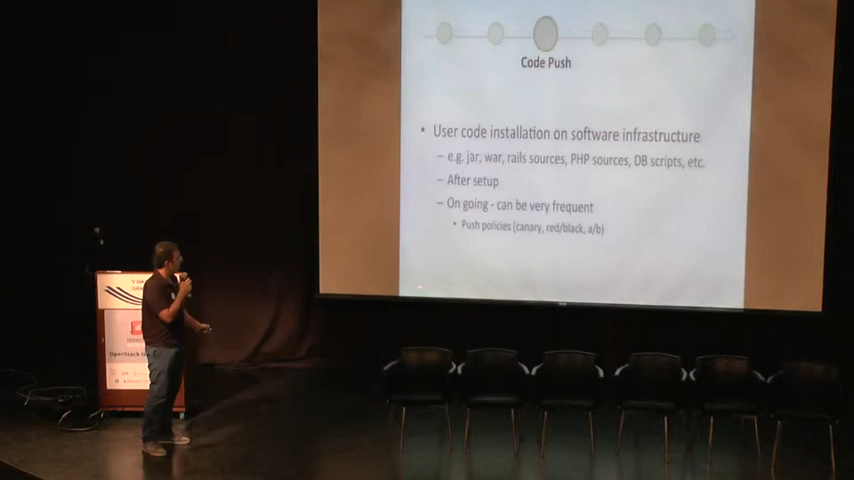 Code Push
• User code installation on software infrastructure
– e.g. jar, war, rails sources, PHP sources, DB scripts, etc.
– After setup
– On going - can be very frequent
• Push policies (canary, red/black, a/b)
OpenStack